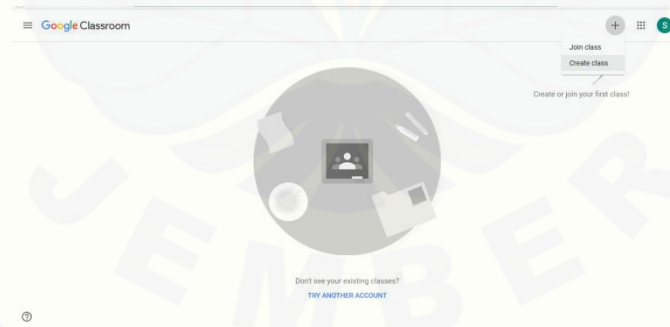 Google Classroom
S
Join class
Create class
Create or join your first class!
Don't see your existing classes?
TRY ANOTHER ACCOUNT
JEMBER